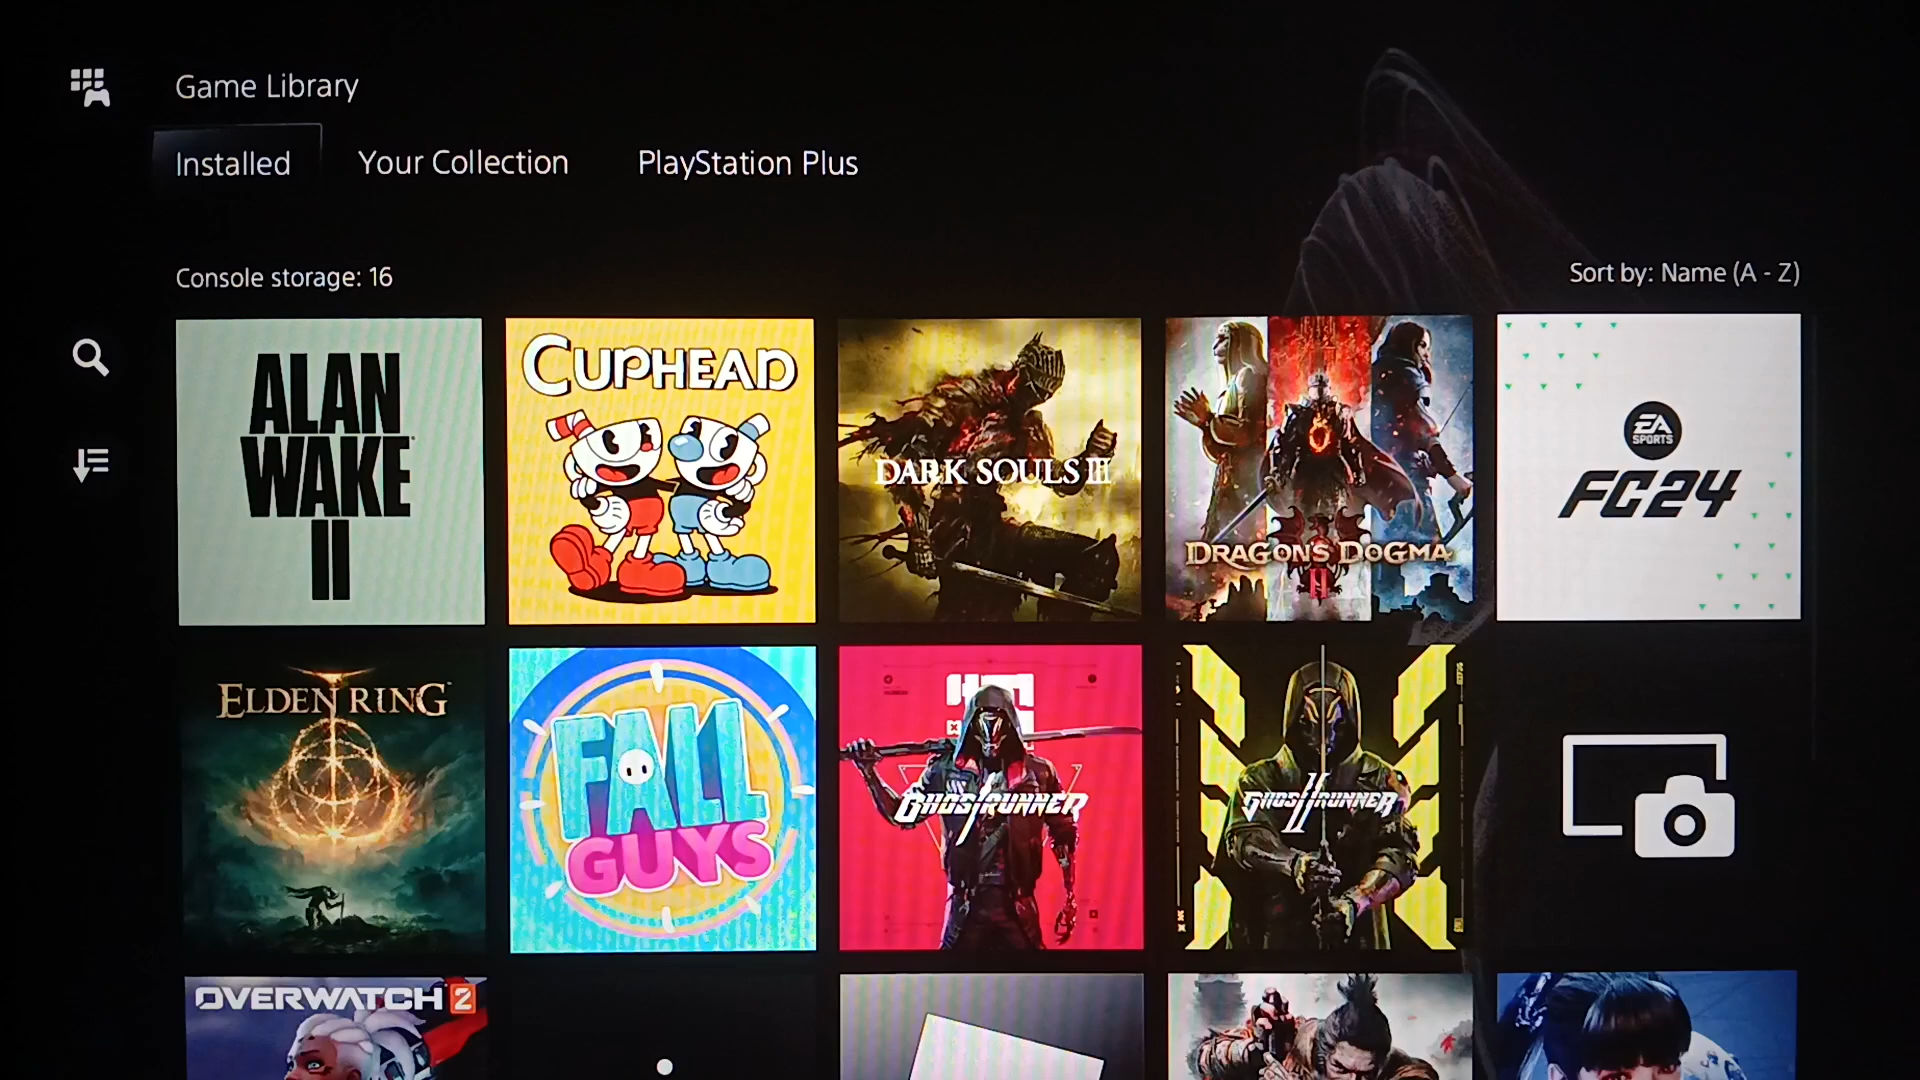 Game Library
Installed
Your Collection
PlayStation Plus
Console storage: 16
Sort by: Name (A - Z)
ALAN
WAKE
II
CUPHEAD
DARK SOULS III
DRAGON'S DOGMA
II
EA
SPORTS
FC24
ELDEN RING
FALL
GUYS
GHOSTRUNNER
GHOSTRUNNER
II
OVERWATCH 2